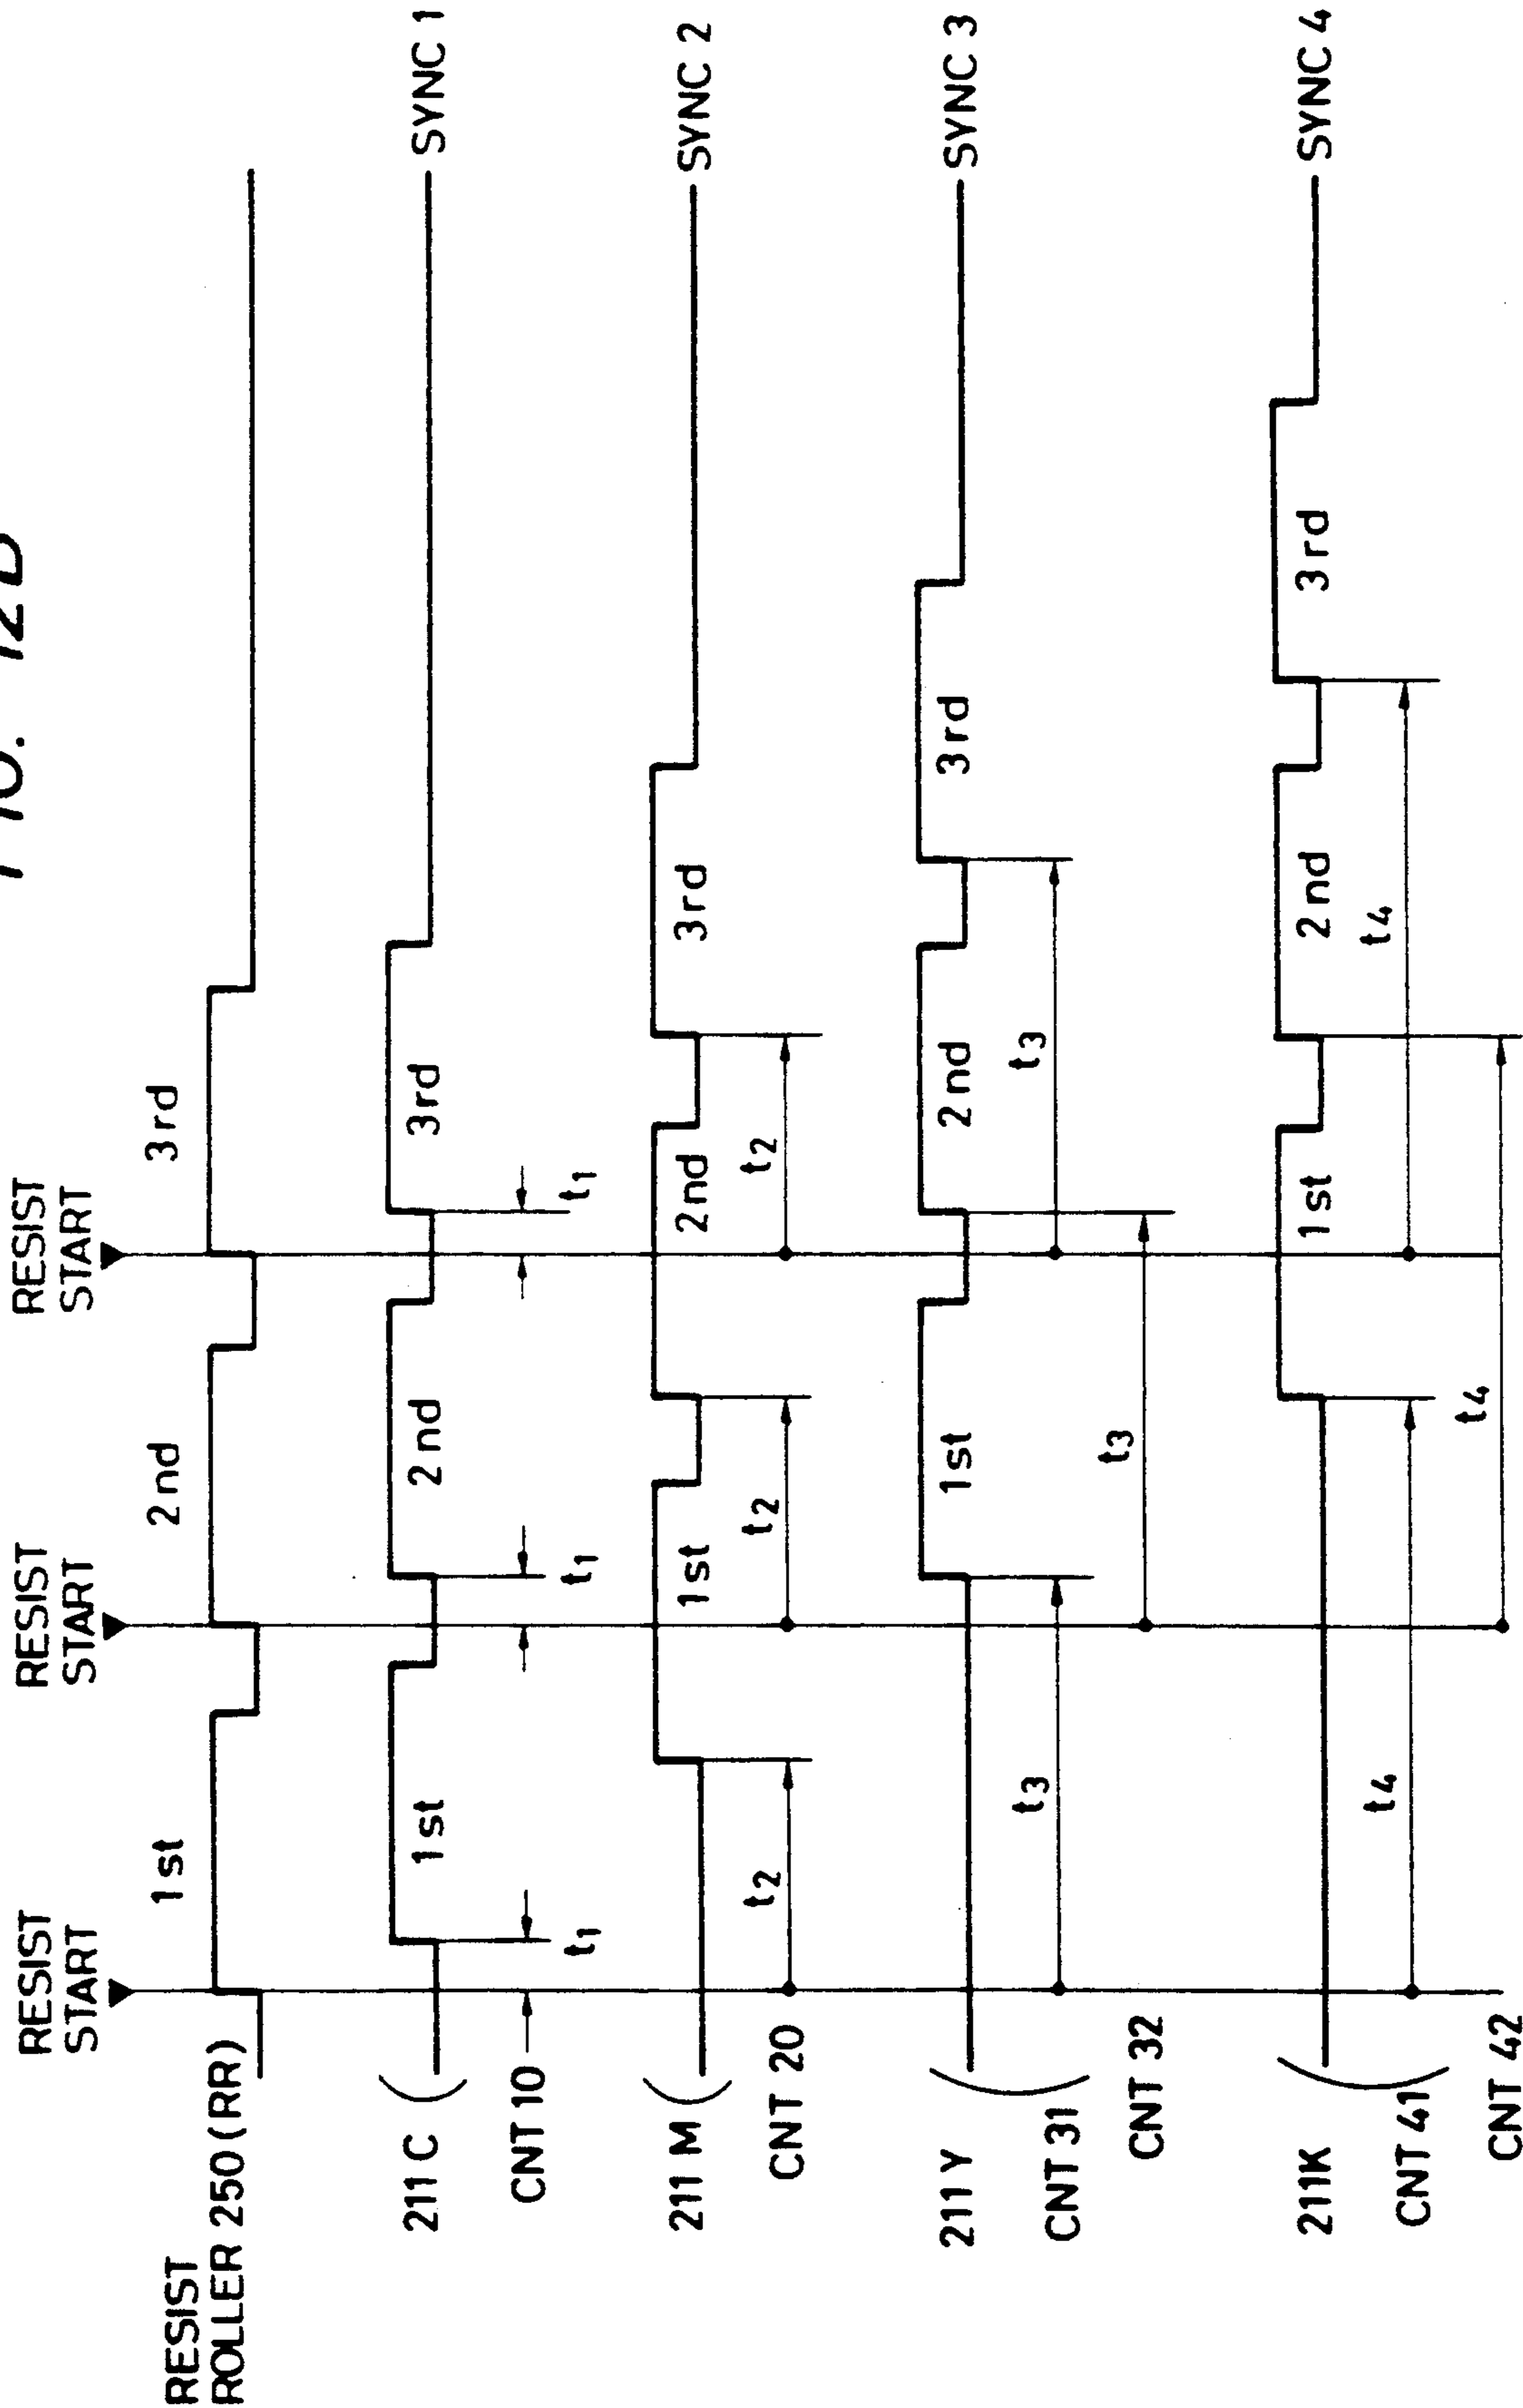 FIG. 12B
RESIST
START
RESIST
START
RESIST
START
RESIST
ROLLER 250 (RR)
1st
2nd
3rd
211 C
1st
2nd
3rd
SYNC 1
CNT 10
t1
t1
t1
211 M
1st
2nd
3rd
SYNC 2
CNT 20
t2
t2
t2
211 Y
1st
2nd
3rd
SYNC 3
CNT 31
t3
t3
CNT 32
t3
211K
1st
2nd
3rd
SYNC 4
CNT 41
t4
t4
CNT 42
t4